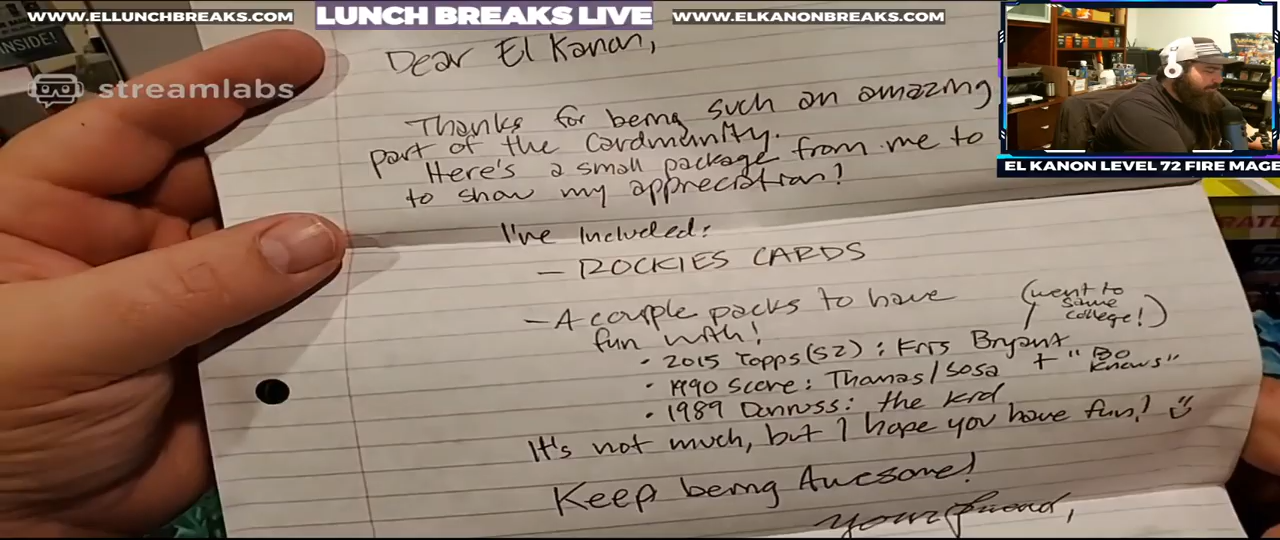 WWW.ELLUNCHBREAKS.COM LUNCH BREAKS LIVE WWW.ELKANONBREAKS.COM
INSIDE!
streamlabs
Dear El Kanon,
Thanks for being such an amazing
part of the Cardmunity.
Here's a small package from me to
to show my appreciation!
I've Included:
- ROCKIES CARDS
- A couple packs to have
fun with!
(went to
same
college!)
• 2015 Topps (S2) : Kris Bryant
• 1990 Score: Thomas/Sosa + "Bo
Knows"
• 1989 Donruss: the Kid
It's not much, but I hope you have fun!
Keep being Awesome!
Your friend,
EL KANON LEVEL 72 FIRE MAGE